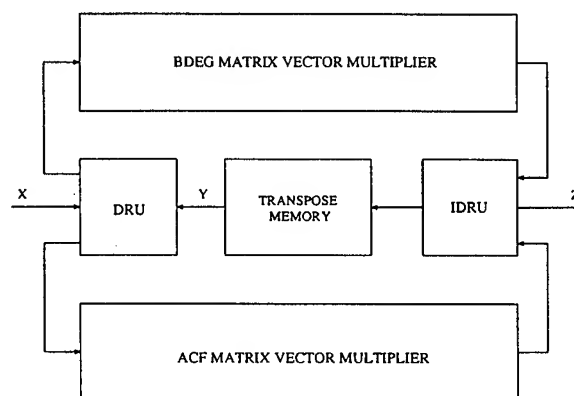 BDEG MATRIX VECTOR MULTIPLIER
X
DRU
Y
TRANSPOSE
MEMORY
IDRU
Z
ACF MATRIX VECTOR MULTIPLIER